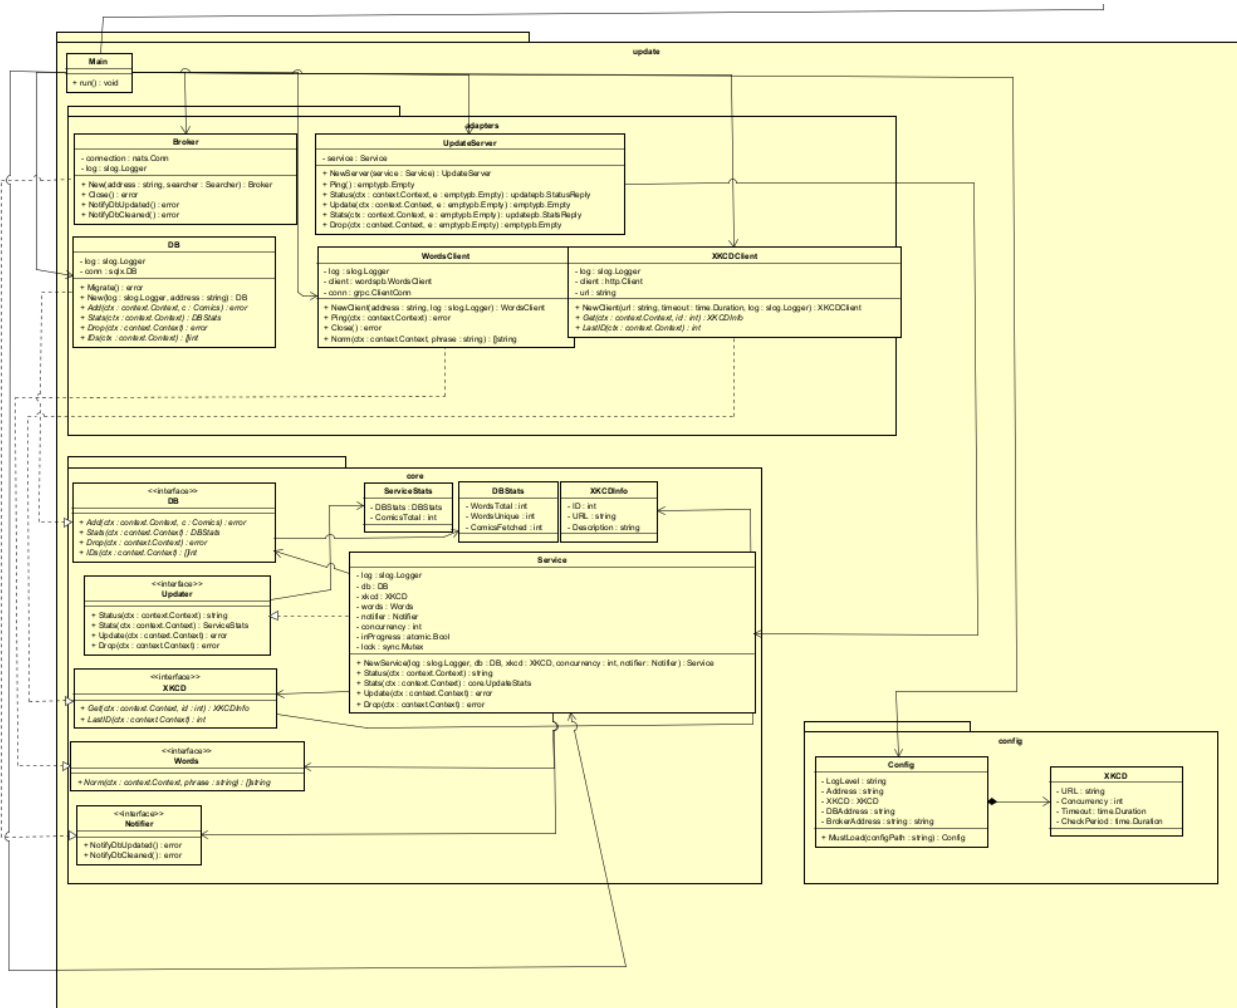 update
Main
+ run() : void
adapters
Broker
- connection : nats.Conn
- log : slog.Logger
+ New(address : string, searcher : Searcher) : Broker
+ Close() : error
+ NotifyDbUpdated() : error
+ NotifyDbCleaned() : error
UpdateServer
- service : Service
+ NewServer(service : Service) : UpdateServer
+ Ping() : emptypb.Empty
+ Status(ctx : context.Context, e : emptypb.Empty) : updatepb.StatusReply
+ Update(ctx : context.Context, e : emptypb.Empty) : emptypb.Empty
+ Stats(ctx : context.Context, e : emptypb.Empty) : updatepb.StatsReply
+ Drop(ctx : context.Context, e : emptypb.Empty) : emptypb.Empty
DB
- log : slog.Logger
- conn : sqlx.DB
+ Migrate() : error
+ New(log : slog.Logger, address : string) : DB
+ Add(ctx : context.Context, c : Comics) : error
+ Stats(ctx : context.Context) : DBStats
+ Drop(ctx : context.Context) : error
+ IDs(ctx : context.Context) : []int
WordsClient
- log : slog.Logger
- client : wordspb.WordsClient
- conn : grpc.ClientConn
+ NewClient(address : string, log : slog.Logger) : WordsClient
+ Ping(ctx : context.Context) : error
+ Close() : error
+ Norm(ctx : context.Context, phrase : string) : []string
XKCDClient
- log : slog.Logger
- client : http.Client
- url : string
+ NewClient(url : string, timeout : time.Duration, log : slog.Logger) : XKCDClient
+ Get(ctx : context.Context, id : int) : XKCDInfo
+ LastID(ctx : context.Context) : int
core
<<interface>>
DB
+ Add(ctx : context.Context, c : Comics) : error
+ Stats(ctx : context.Context) : DBStats
+ Drop(ctx : context.Context) : error
+ IDs(ctx : context.Context) : []int
ServiceStats
- DBStats : DBStats
- ComicsTotal : int
DBStats
- WordsTotal : int
- WordsUnique : int
- ComicsFetched : int
XKCDInfo
- ID : int
- URL : string
- Description : string
<<interface>>
Updater
+ Status(ctx : context.Context) : string
+ Stats(ctx : context.Context) : ServiceStats
+ Update(ctx : context.Context) : error
+ Drop(ctx : context.Context) : error
Service
- log : slog.Logger
- db : DB
- xkcd : XKCD
- words : Words
- notifier : Notifier
- concurrency : int
- inProgress : atomic.Bool
- lock : sync.Mutex
+ NewService(log : slog.Logger, db : DB, xkcd : XKCD, concurrency : int, notifier: Notifier) : Service
+ Status(ctx : context.Context) : string
+ Stats(ctx : context.Context) : core.UpdateStats
+ Update(ctx : context.Context) : error
+ Drop(ctx : context.Context) : error
<<interface>>
XKCD
+ Get(ctx : context.Context, id : int) : XKCDInfo
+ LastID(ctx : context.Context) : int
<<interface>>
Words
+ Norm(ctx : context.Context, phrase : string) : []string
<<interface>>
Notifier
+ NotifyDbUpdated() : error
+ NotifyDbCleaned() : error
config
Config
- LogLevel : string
- Address : string
- XKCD : XKCD
- DBAddress : string
- BrokerAddress : string : string
+ MustLoad(configPath : string) : Config
XKCD
- URL : string
- Concurrency : int
- Timeout : time.Duration
- CheckPeriod : time.Duration